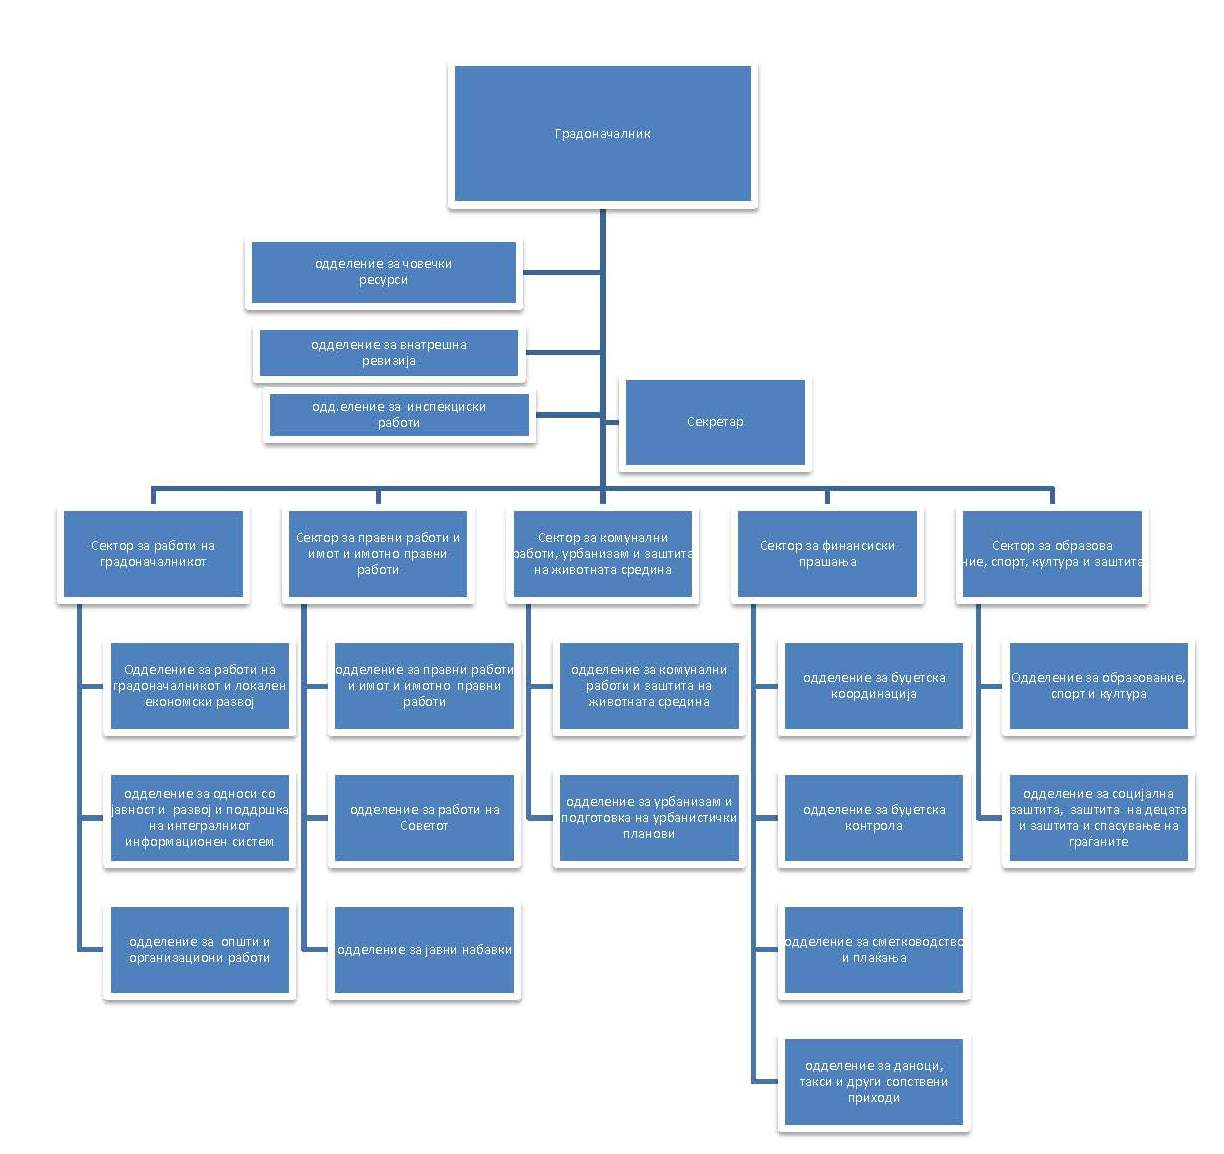 Градоначалник
одделение за човечки
ресурси
одделение за внатрешна
ревизија
одд.еление за инспекциски
работи
Секретар
Сектор за работи на
градоначалникот
Сектор за правни работи и
имот и имотно правни
работи
Сектор за комунални
работи, урбанизам и заштита
на животната средина
Сектор за финансиски
прашања
Сектор за образова
ние, спорт, култура и заштита
Одделение за работи на
градоначалникот и локален
економски развој
одделение за правни работи
и имот и имотно правни
работи
одделение за комунални
работи и заштита на
животната средина
одделение за буџетска
координација
Одделение за образование,
спорт и култура
одделение за односи со
јавност и развој и поддршка
на интегралниот
информационен систем
одделение за работи на
Советот
одделение за урбанизам и
подготовка на урбанистички
планови
одделение за буџетска
контрола
одделение за социјална
заштита, заштита на децата
и заштита и спасување на
граѓаните
одделение за општи и
организациони работи
одделение за јавни набавки
одделение за сметководство
и плаќања
одделение за даноци,
такси и други сопствени
приходи